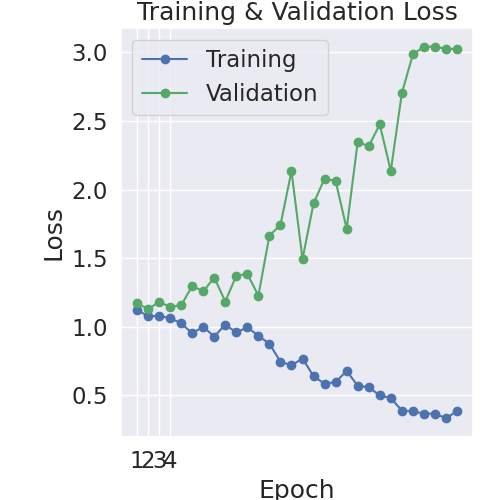 Training & Validation Loss
Training
Validation
3.0
2.5
2.0
1.5
1.0
0.5
Loss
1234
Epoch